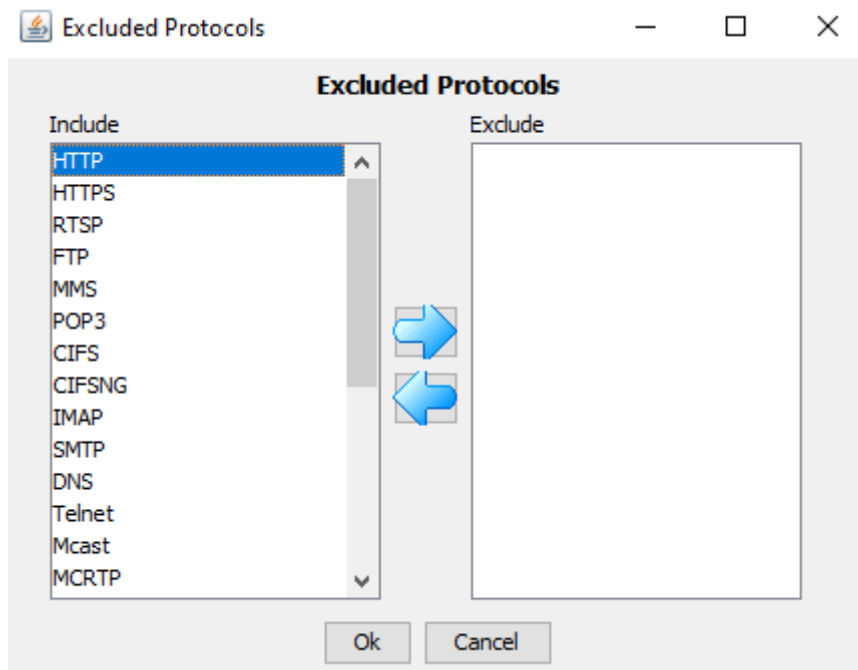 Excluded Protocols
Excluded Protocols
Include
Exclude
HTTP
HTTPS
RTSP
FTP
MMS
POP3
CIFS
CIFSNG
IMAP
SMTP
DNS
Telnet
Mcast
MCRTP
Ok
Cancel